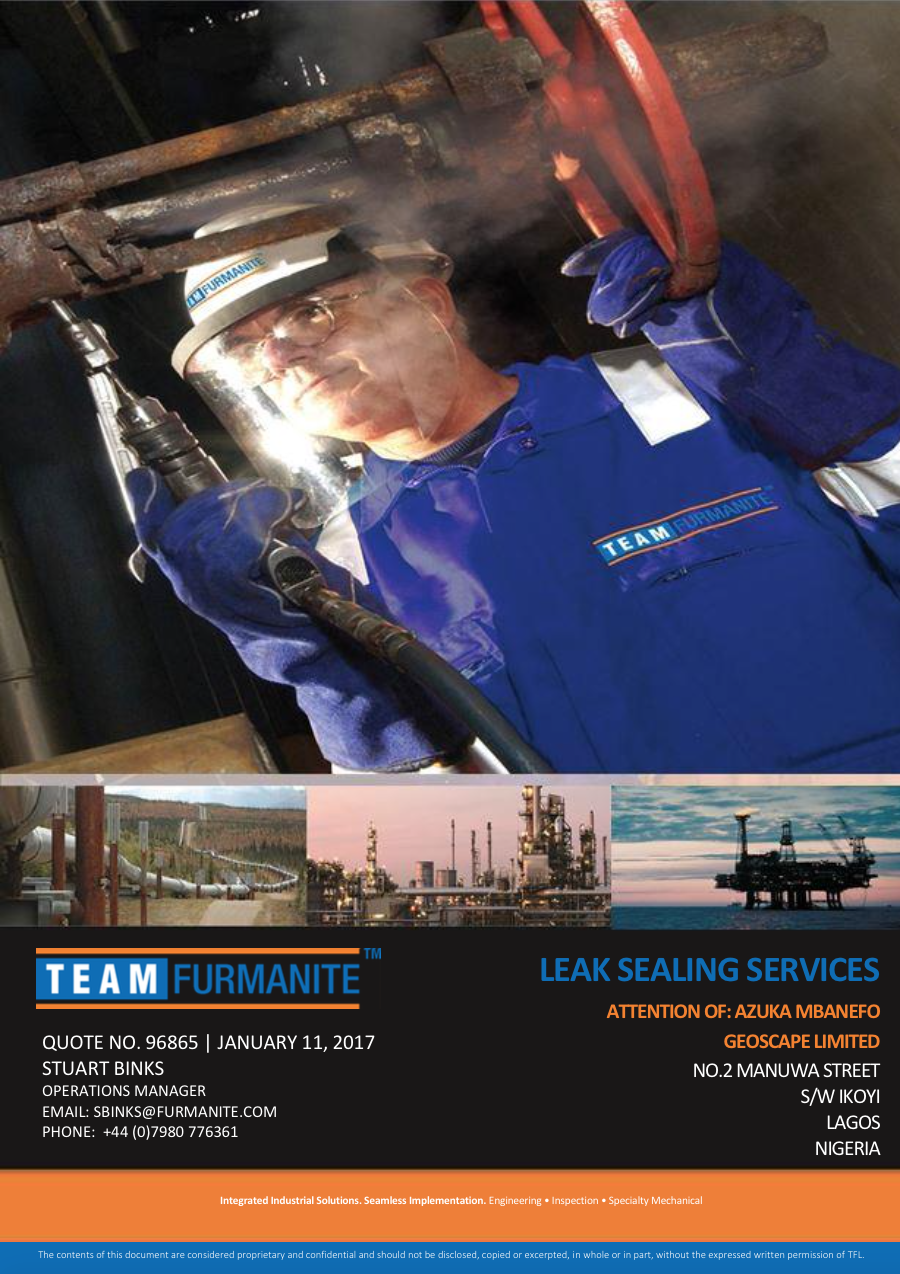 TEAM FURMANITE
TEAM FURMANITE
TEAM FURMANITE™
LEAK SEALING SERVICES
ATTENTION OF: AZUKA MBANEFO
GEOSCAPE LIMITED
NO.2 MANUWA STREET
S/W IKOYI
LAGOS
NIGERIA
QUOTE NO. 96865 | JANUARY 11, 2017
STUART BINKS
OPERATIONS MANAGER
EMAIL: SBINKS@FURMANITE.COM
PHONE: +44 (0)7980 776361
Integrated Industrial Solutions. Seamless Implementation. Engineering • Inspection • Specialty Mechanical
The contents of this document are considered proprietary and confidential and should not be disclosed, copied or excerpted, in whole or in part, without the expressed written permission of TFL.